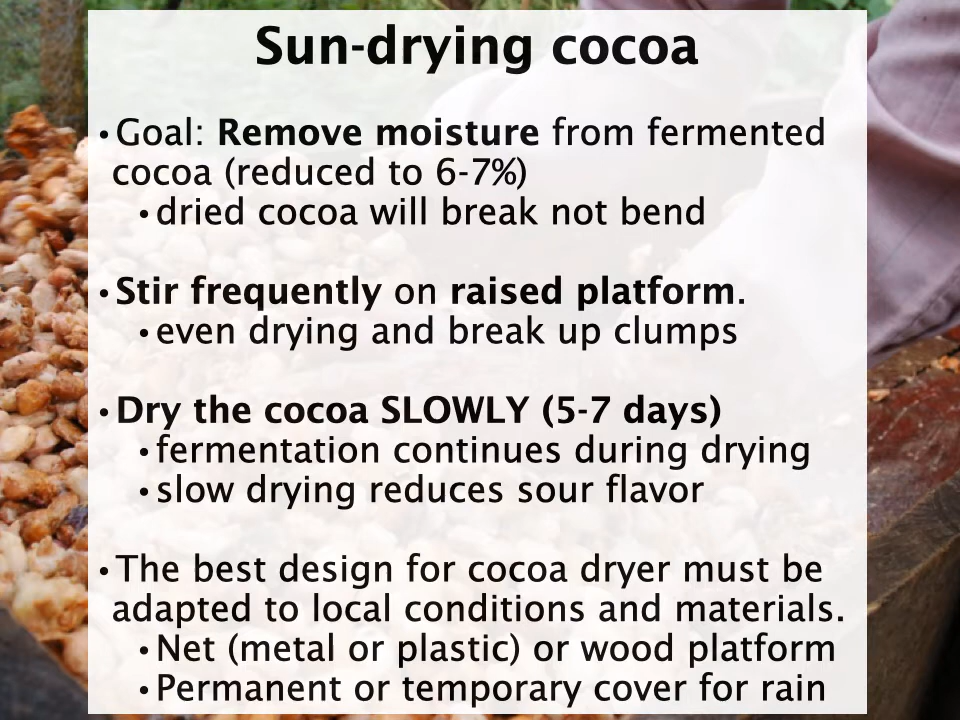 Sun-drying cocoa
•Goal: Remove moisture from fermented
cocoa (reduced to 6-7%)
•dried cocoa will break not bend
•Stir frequently on raised platform.
•even drying and break up clumps
•Dry the cocoa SLOWLY (5-7 days)
•fermentation continues during drying
•slow drying reduces sour flavor
•The best design for cocoa dryer must be
adapted to local conditions and materials.
•Net (metal or plastic) or wood platform
•Permanent or temporary cover for rain